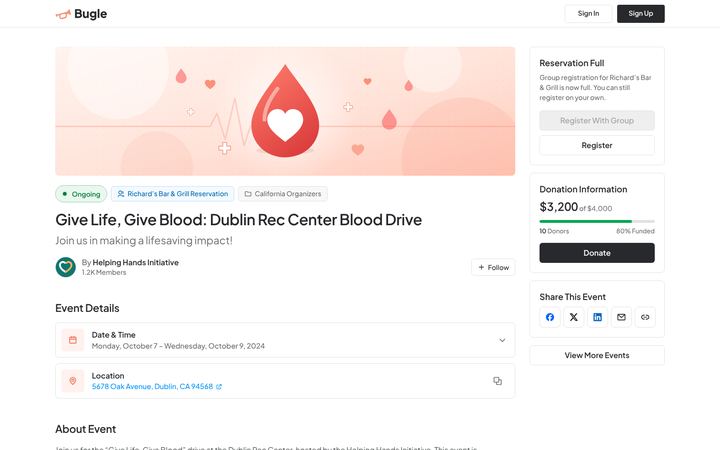 Bugle
Sign In
Sign Up
Ongoing
Richard's Bar & Grill Reservation
California Organizers
Give Life, Give Blood: Dublin Rec Center Blood Drive
Join us in making a lifesaving impact!
By Helping Hands Initiative
1.2K Members
Follow
Event Details
Date & Time
Monday, October 7 – Wednesday, October 9, 2024
Location
5678 Oak Avenue, Dublin, CA 94568
About Event
Reservation Full
Group registration for Richard's Bar
& Grill is now full. You can still
register on your own.
Register With Group
Register
Donation Information
$3,200 of $4,000
10 Donors
80% Funded
Donate
Share This Event
View More Events